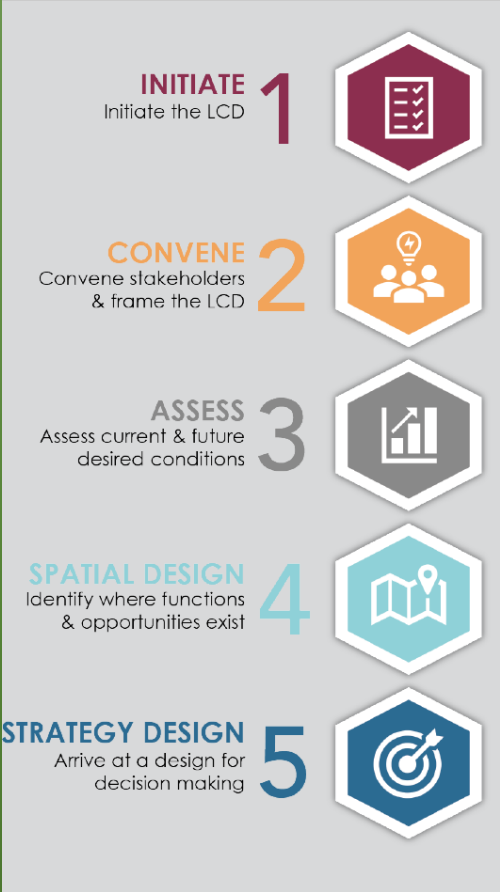 INITIATE
Initiate the LCD
1
CONVENE
Convene stakeholders
& frame the LCD
2
ASSESS
Assess current & future
desired conditions
3
SPATIAL DESIGN
Identify where functions
& opportunities exist
4
STRATEGY DESIGN
Arrive at a design for
decision making
5